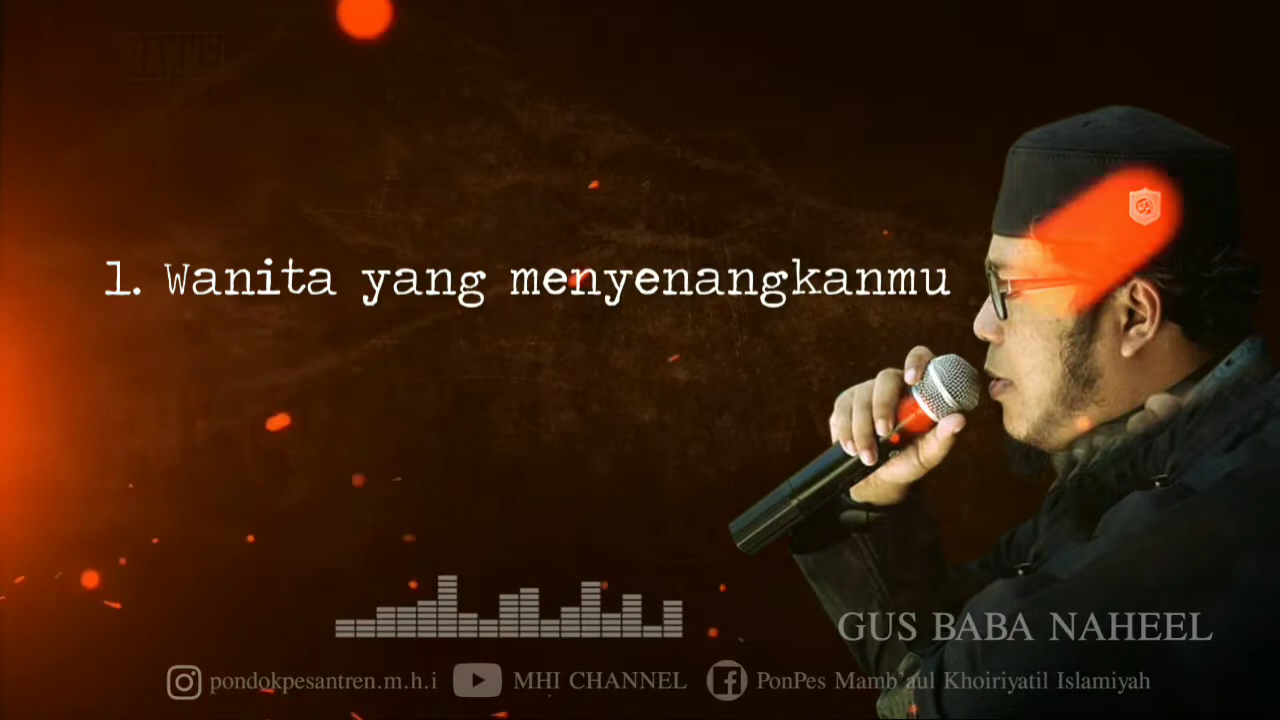 1. Wanita yang menyenangkanmu
GUS BABA NAHEEL
pondokpesantren.m.h.i MHI CHANNEL PonPes Mamb'aul Khoiriyatil Islamiyah